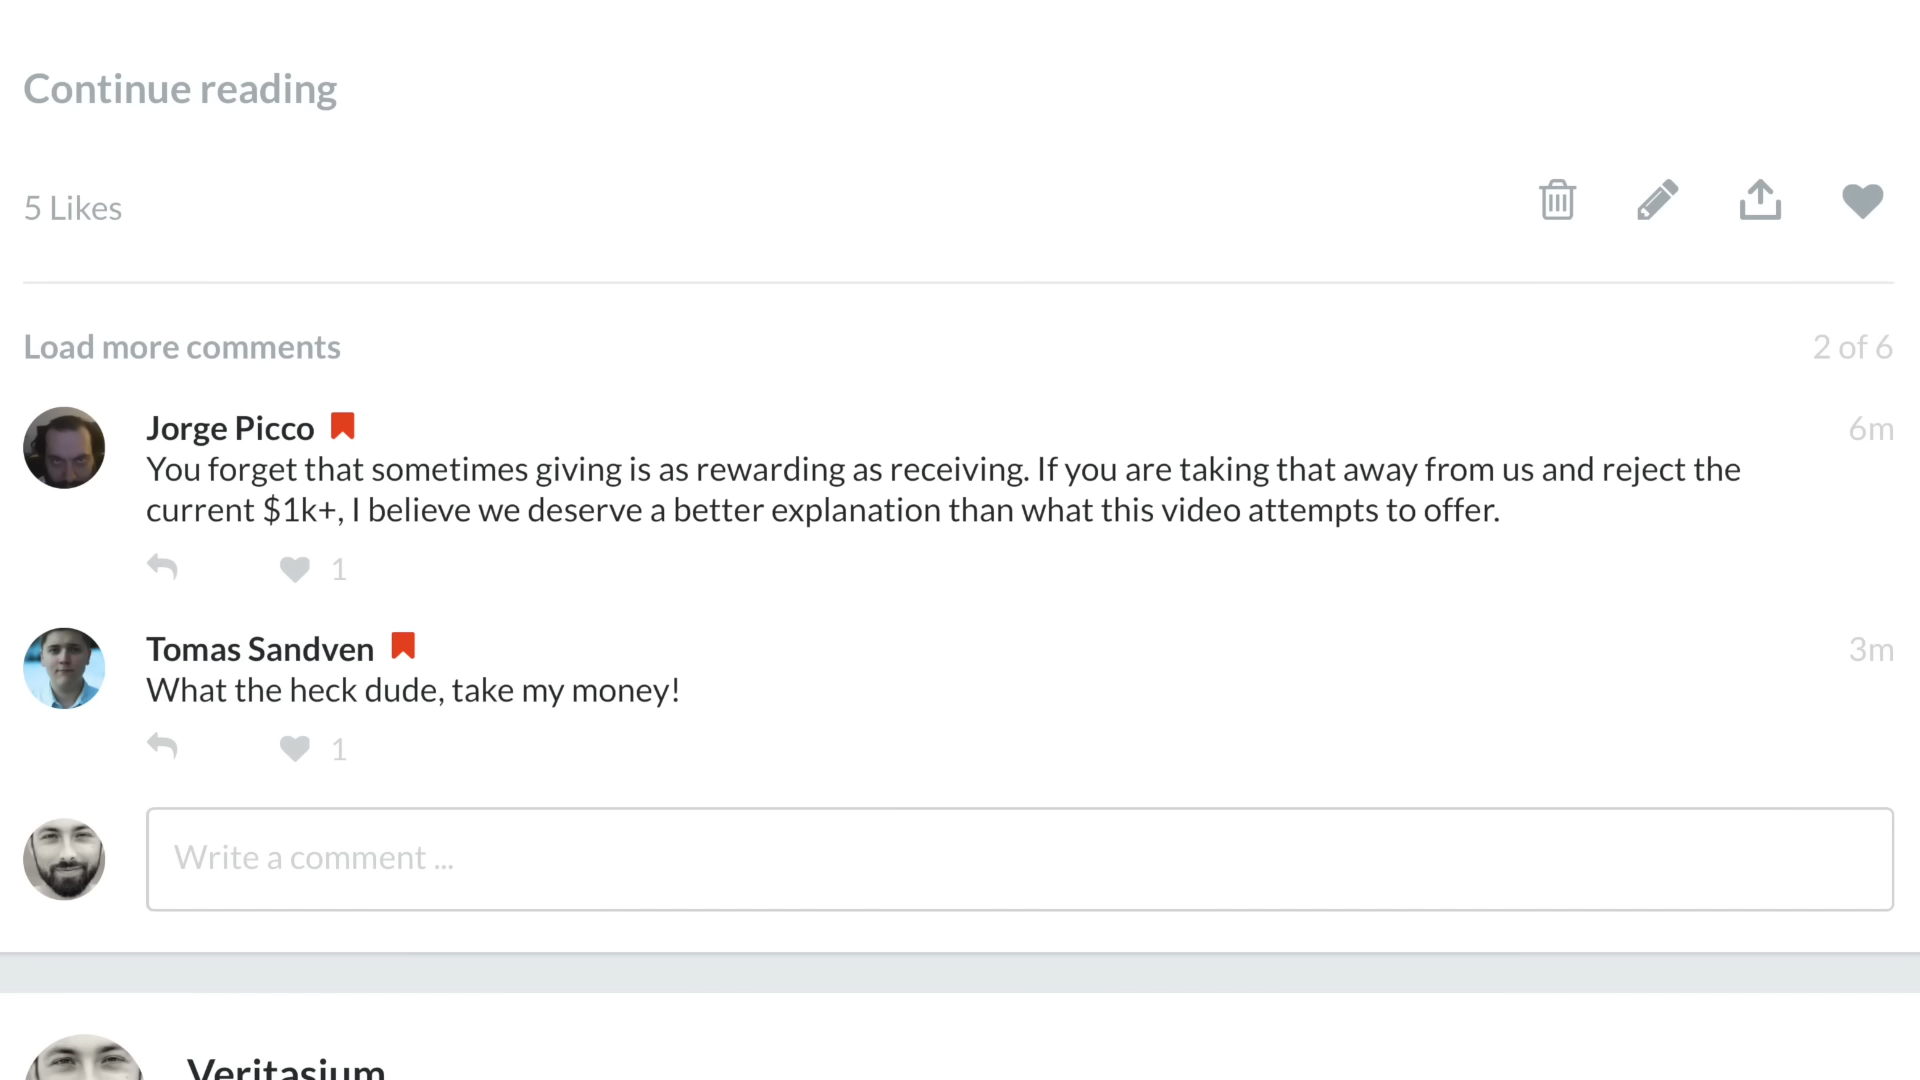 Continue reading
5 Likes
Load more comments
2 of 6
Jorge Picco
6m
You forget that sometimes giving is as rewarding as receiving. If you are taking that away from us and reject the
current $1k+, I believe we deserve a better explanation than what this video attempts to offer.
1
Tomas Sandven
3m
What the heck dude, take my money!
1
Write a comment ...
Veritasium